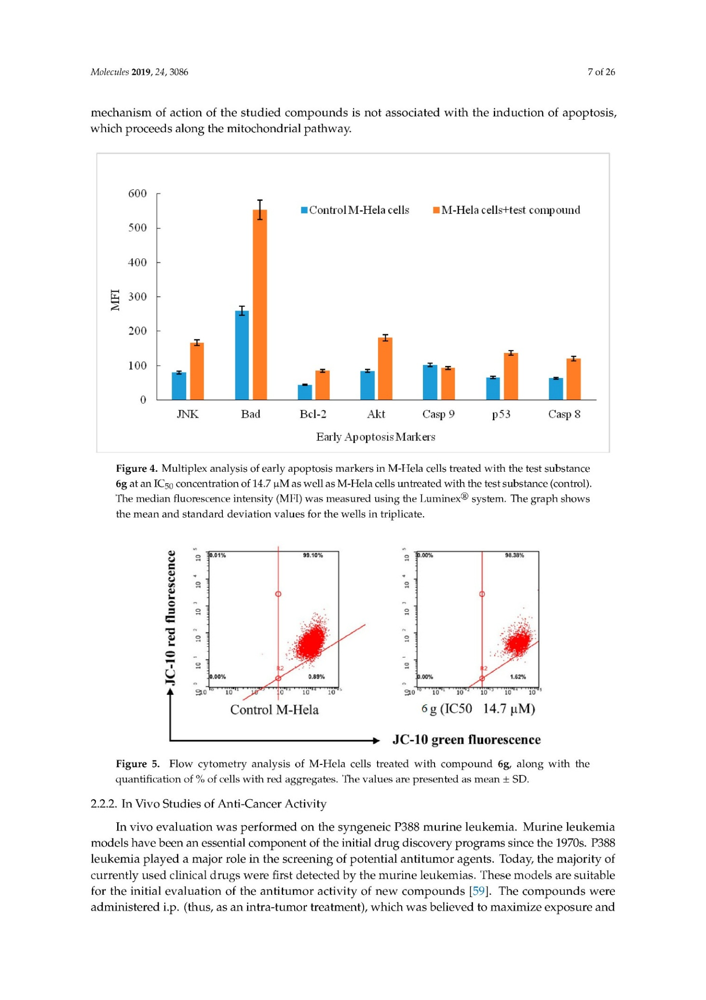 Molecules 2019, 24, 3086
7 of 26
mechanism of action of the studied compounds is not associated with the induction of apoptosis,
which proceeds along the mitochondrial pathway.
600
500
400
300
200
100
0
MFI
Control M-Hela cells
M-Hela cells+test compound
JNK
Bad
Bcl-2
Akt
Casp 9
p53
Casp 8
Early Apoptosis Markers
Figure 4. Multiplex analysis of early apoptosis markers in M-Hela cells treated with the test substance
6g at an IC50 concentration of 14.7 µM as well as M-Hela cells untreated with the test substance (control).
The median fluorescence intensity (MFI) was measured using the Luminex® system. The graph shows
the mean and standard deviation values for the wells in triplicate.
JC-10 red fluorescence
10 5
10 4
10 3
10 2
10 1
10 0
0.01%
99.10%
R2
0.00%
0.89%
10 0 10 1 10 2 10 3 10 4 10 5
Control M-Hela
10 5
10 4
10 3
10 2
10 1
10 0
0.00%
98.38%
R2
0.00%
1.62%
10 0 10 1 10 2 10 3 10 4 10 5
6 g (IC50 14.7 µM)
JC-10 green fluorescence
Figure 5. Flow cytometry analysis of M-Hela cells treated with compound 6g, along with the
quantification of % of cells with red aggregates. The values are presented as mean ± SD.
2.2.2. In Vivo Studies of Anti-Cancer Activity
In vivo evaluation was performed on the syngeneic P388 murine leukemia. Murine leukemia
models have been an essential component of the initial drug discovery programs since the 1970s. P388
leukemia played a major role in the screening of potential antitumor agents. Today, the majority of
currently used clinical drugs were first detected by the murine leukemias. These models are suitable
for the initial evaluation of the antitumor activity of new compounds [59]. The compounds were
administered i.p. (thus, as an intra-tumor treatment), which was believed to maximize exposure and